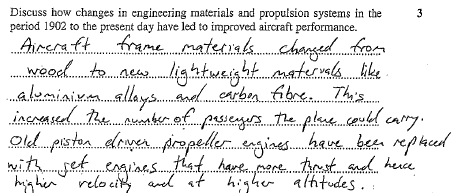 Discuss how changes in engineering materials and propulsion systems in the 3
period 1902 to the present day have led to improved aircraft performance.
Aircraft frame materials changed from
wood to new lightweight materials like
aluminium alloys and carbon fibre. This
increased the number of passengers the plane could carry.
Old piston driven propeller engines have been replaced
with jet engines that have more thrust and hence
higher velocity and at higher altitudes.